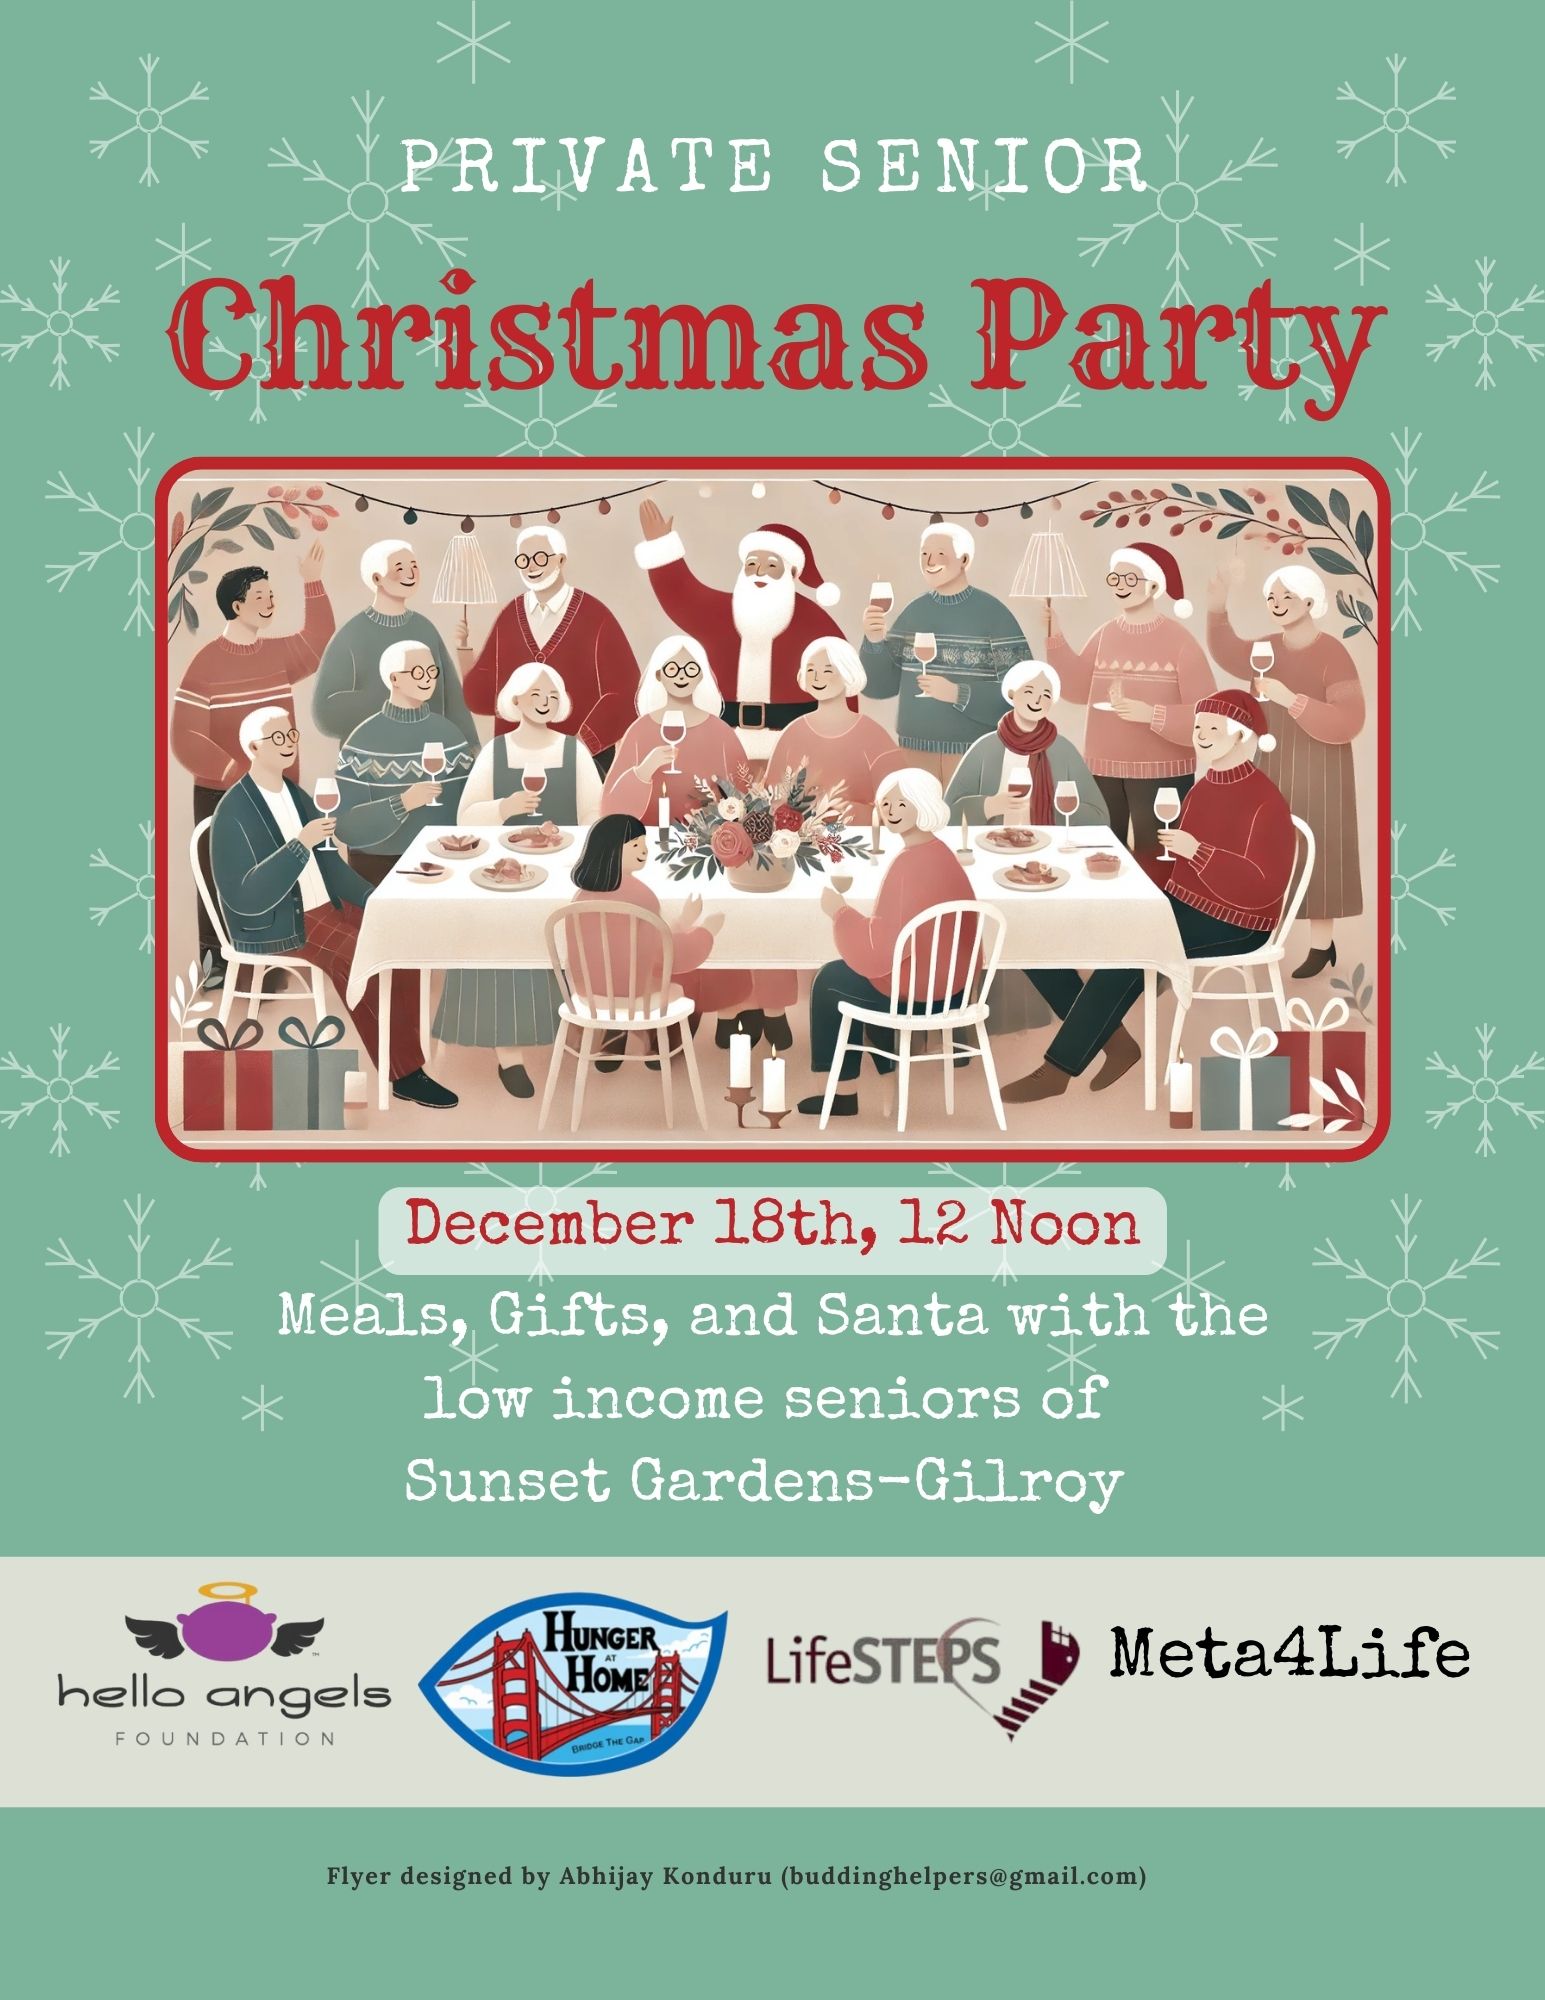 PRIVATE SENIOR
Christmas Party
December 18th, 12 Noon
Meals, Gifts, and Santa with the
low income seniors of
Sunset Gardens-Gilroy
hello angels
FOUNDATION
HUNGER
AT
HOME
BRIDGE THE GAP
LifeSTEPS
Meta4Life
Flyer designed by Abhijay Konduru (buddinghelpers@gmail.com)